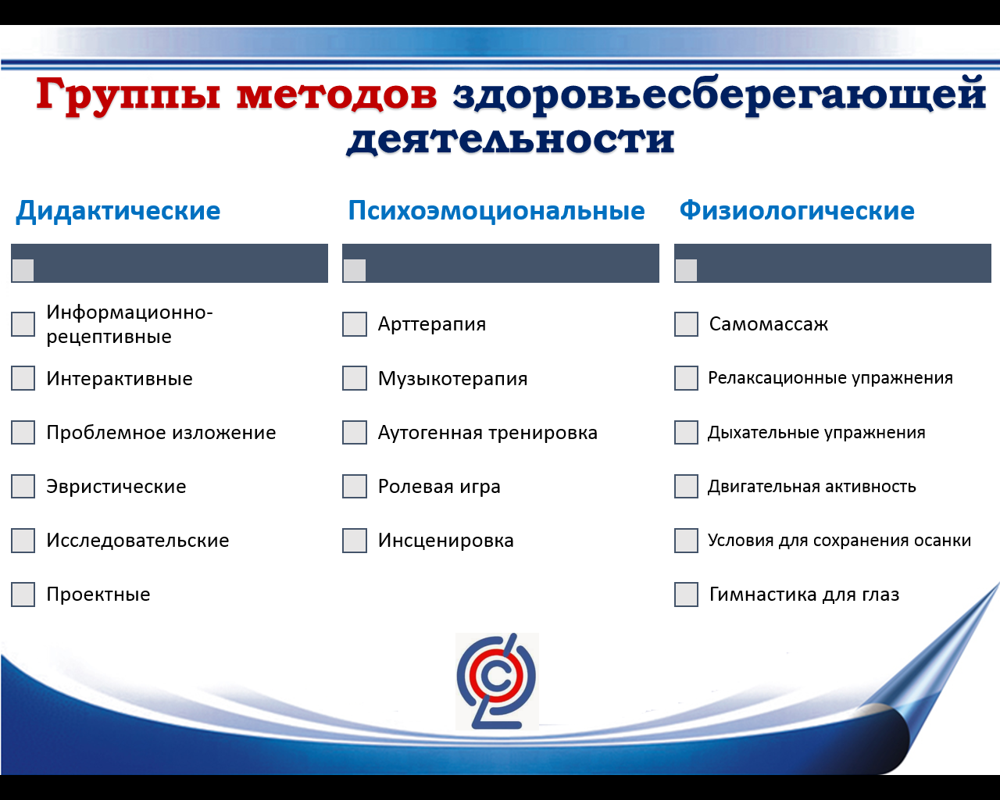 Группы методов здоровьесберегающей
деятельности
Дидактические
Информационно-
рецептивные
Интерактивные
Проблемное изложение
Эвристические
Исследовательские
Проектные
Психоэмоциональные
Арттерапия
Музыкотерапия
Аутогенная тренировка
Ролевая игра
Инсценировка
Физиологические
Самомассаж
Релаксационные упражнения
Дыхательные упражнения
Двигательная активность
Условия для сохранения осанки
Гимнастика для глаз